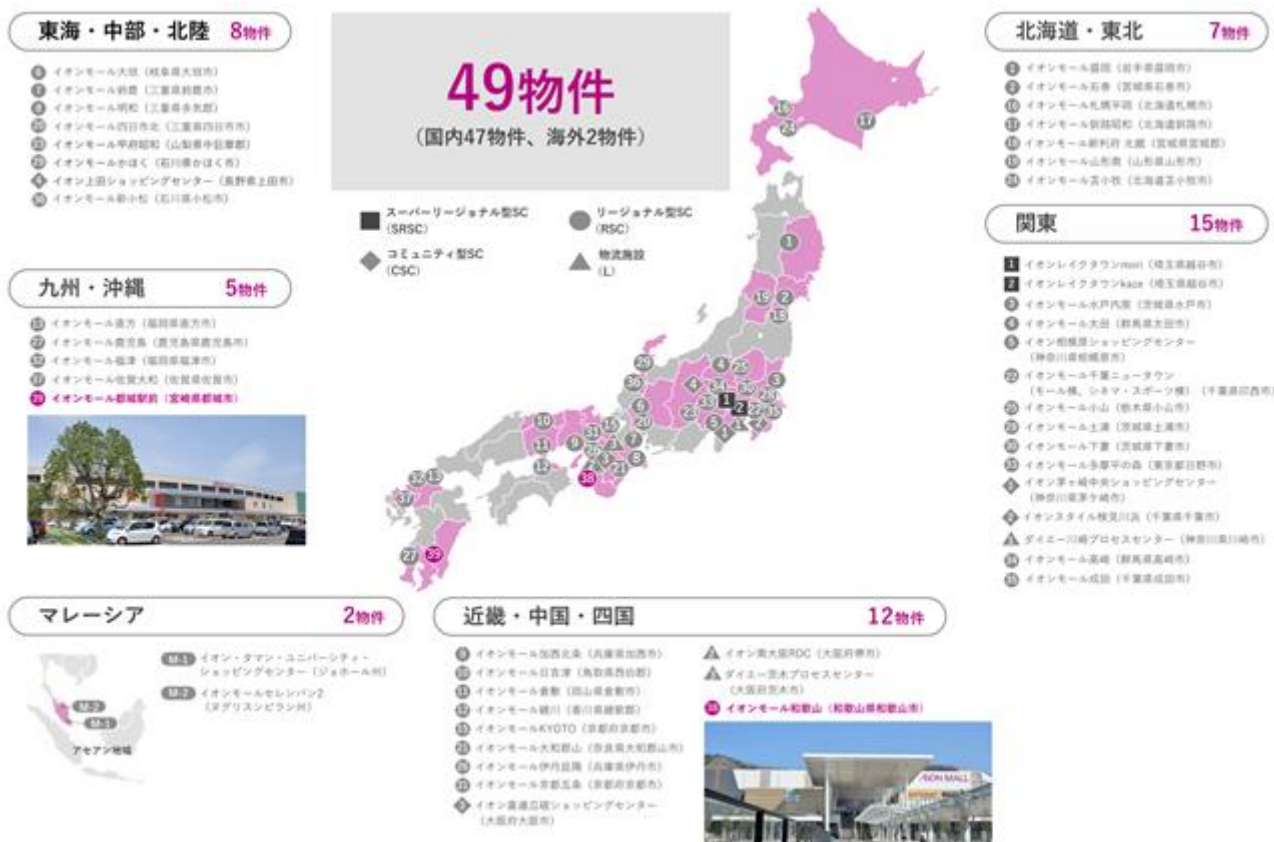 東海・中部・北陸 8物件
6 イオンモール大垣（岐阜県大垣市）
7 イオンモール鈴鹿（三重県鈴鹿市）
8 イオンモール明和（三重県多気郡）
イオンモール四日市北（三重県四日市市）
イオンモール甲府昭和（山梨県中巨摩郡）
29 イオンモールかほく（石川県かほく市）
4 イオン上田ショッピングセンター（長野県上田市）
36 イオンモール新小松（石川県小松市）
九州・沖縄 5物件
13 イオンモール直方（福岡県直方市）
27 イオンモール鹿児島（鹿児島県鹿児島市）
32 イオンモール福津（福岡県福津市）
37 イオンモール佐賀大和（佐賀県佐賀市）
39 イオンモール都城駅前（宮崎県都城市）
49物件
（国内47物件、海外2物件）
スーパーリージョナル型SC
（SRSC）
リージョナル型SC
（RSC）
コミュニティ型SC
（CSC）
物流施設
（L）
北海道・東北 7物件
1 イオンモール盛岡（岩手県盛岡市）
2 イオンモール石巻（宮城県石巻市）
16 イオンモール札幌平岡（北海道札幌市）
17 イオンモール釧路昭和（北海道釧路市）
18 イオンモール新利府 北館（宮城県宮城郡）
19 イオンモール山形南（山形県山形市）
24 イオンモール苫小牧（北海道苫小牧市）
関東 15物件
1 イオンレイクタウンmori（埼玉県越谷市）
2 イオンレイクタウンkaze（埼玉県越谷市）
3 イオンモール水戸内原（茨城県水戸市）
4 イオンモール太田（群馬県太田市）
5 イオン相模原ショッピングセンター
（神奈川県相模原市）
22 イオンモール千葉ニュータウン
（モール棟、シネマ・スポーツ棟）（千葉県印西市）
25 イオンモール小山（栃木県小山市）
28 イオンモール土浦（茨城県土浦市）
30 イオンモール下妻（茨城県下妻市）
33 イオンモール多摩平の森（東京都日野市）
1 イオン茅ヶ崎中央ショッピングセンター
（神奈川県茅ヶ崎市）
2 イオンスタイル検見川浜（千葉県千葉市）
1 ダイエー川崎プロセスセンター（神奈川県川崎市）
34 イオンモール高崎（群馬県高崎市）
35 イオンモール成田（千葉県成田市）
マレーシア 2物件
M-1 イオン・タマン・ユニバーシティ・
ショッピングセンター（ジョホール州）
M-2 イオンモールセレンバン2
（ヌグリスンビラン州）
M-2
M-1
アセアン地域
近畿・中国・四国 12物件
9 イオンモール加西北条（兵庫県加西市）
10 イオンモール日吉津（鳥取県西伯郡）
11 イオンモール倉敷（岡山県倉敷市）
12 イオンモール綾川（香川県綾歌郡）
15 イオンモールKYOTO（京都府京都市）
21 イオンモール大和郡山（奈良県大和郡山市）
26 イオンモール伊丹昆陽（兵庫県伊丹市）
31 イオンモール京都五条（京都府京都市）
3 イオン喜連瓜破ショッピングセンター
（大阪府大阪市）
2 イオン南大阪RDC（大阪府堺市）
3 ダイエー茨木プロセスセンター
（大阪府茨木市）
38 イオンモール和歌山（和歌山県和歌山市）
ÆON MALL